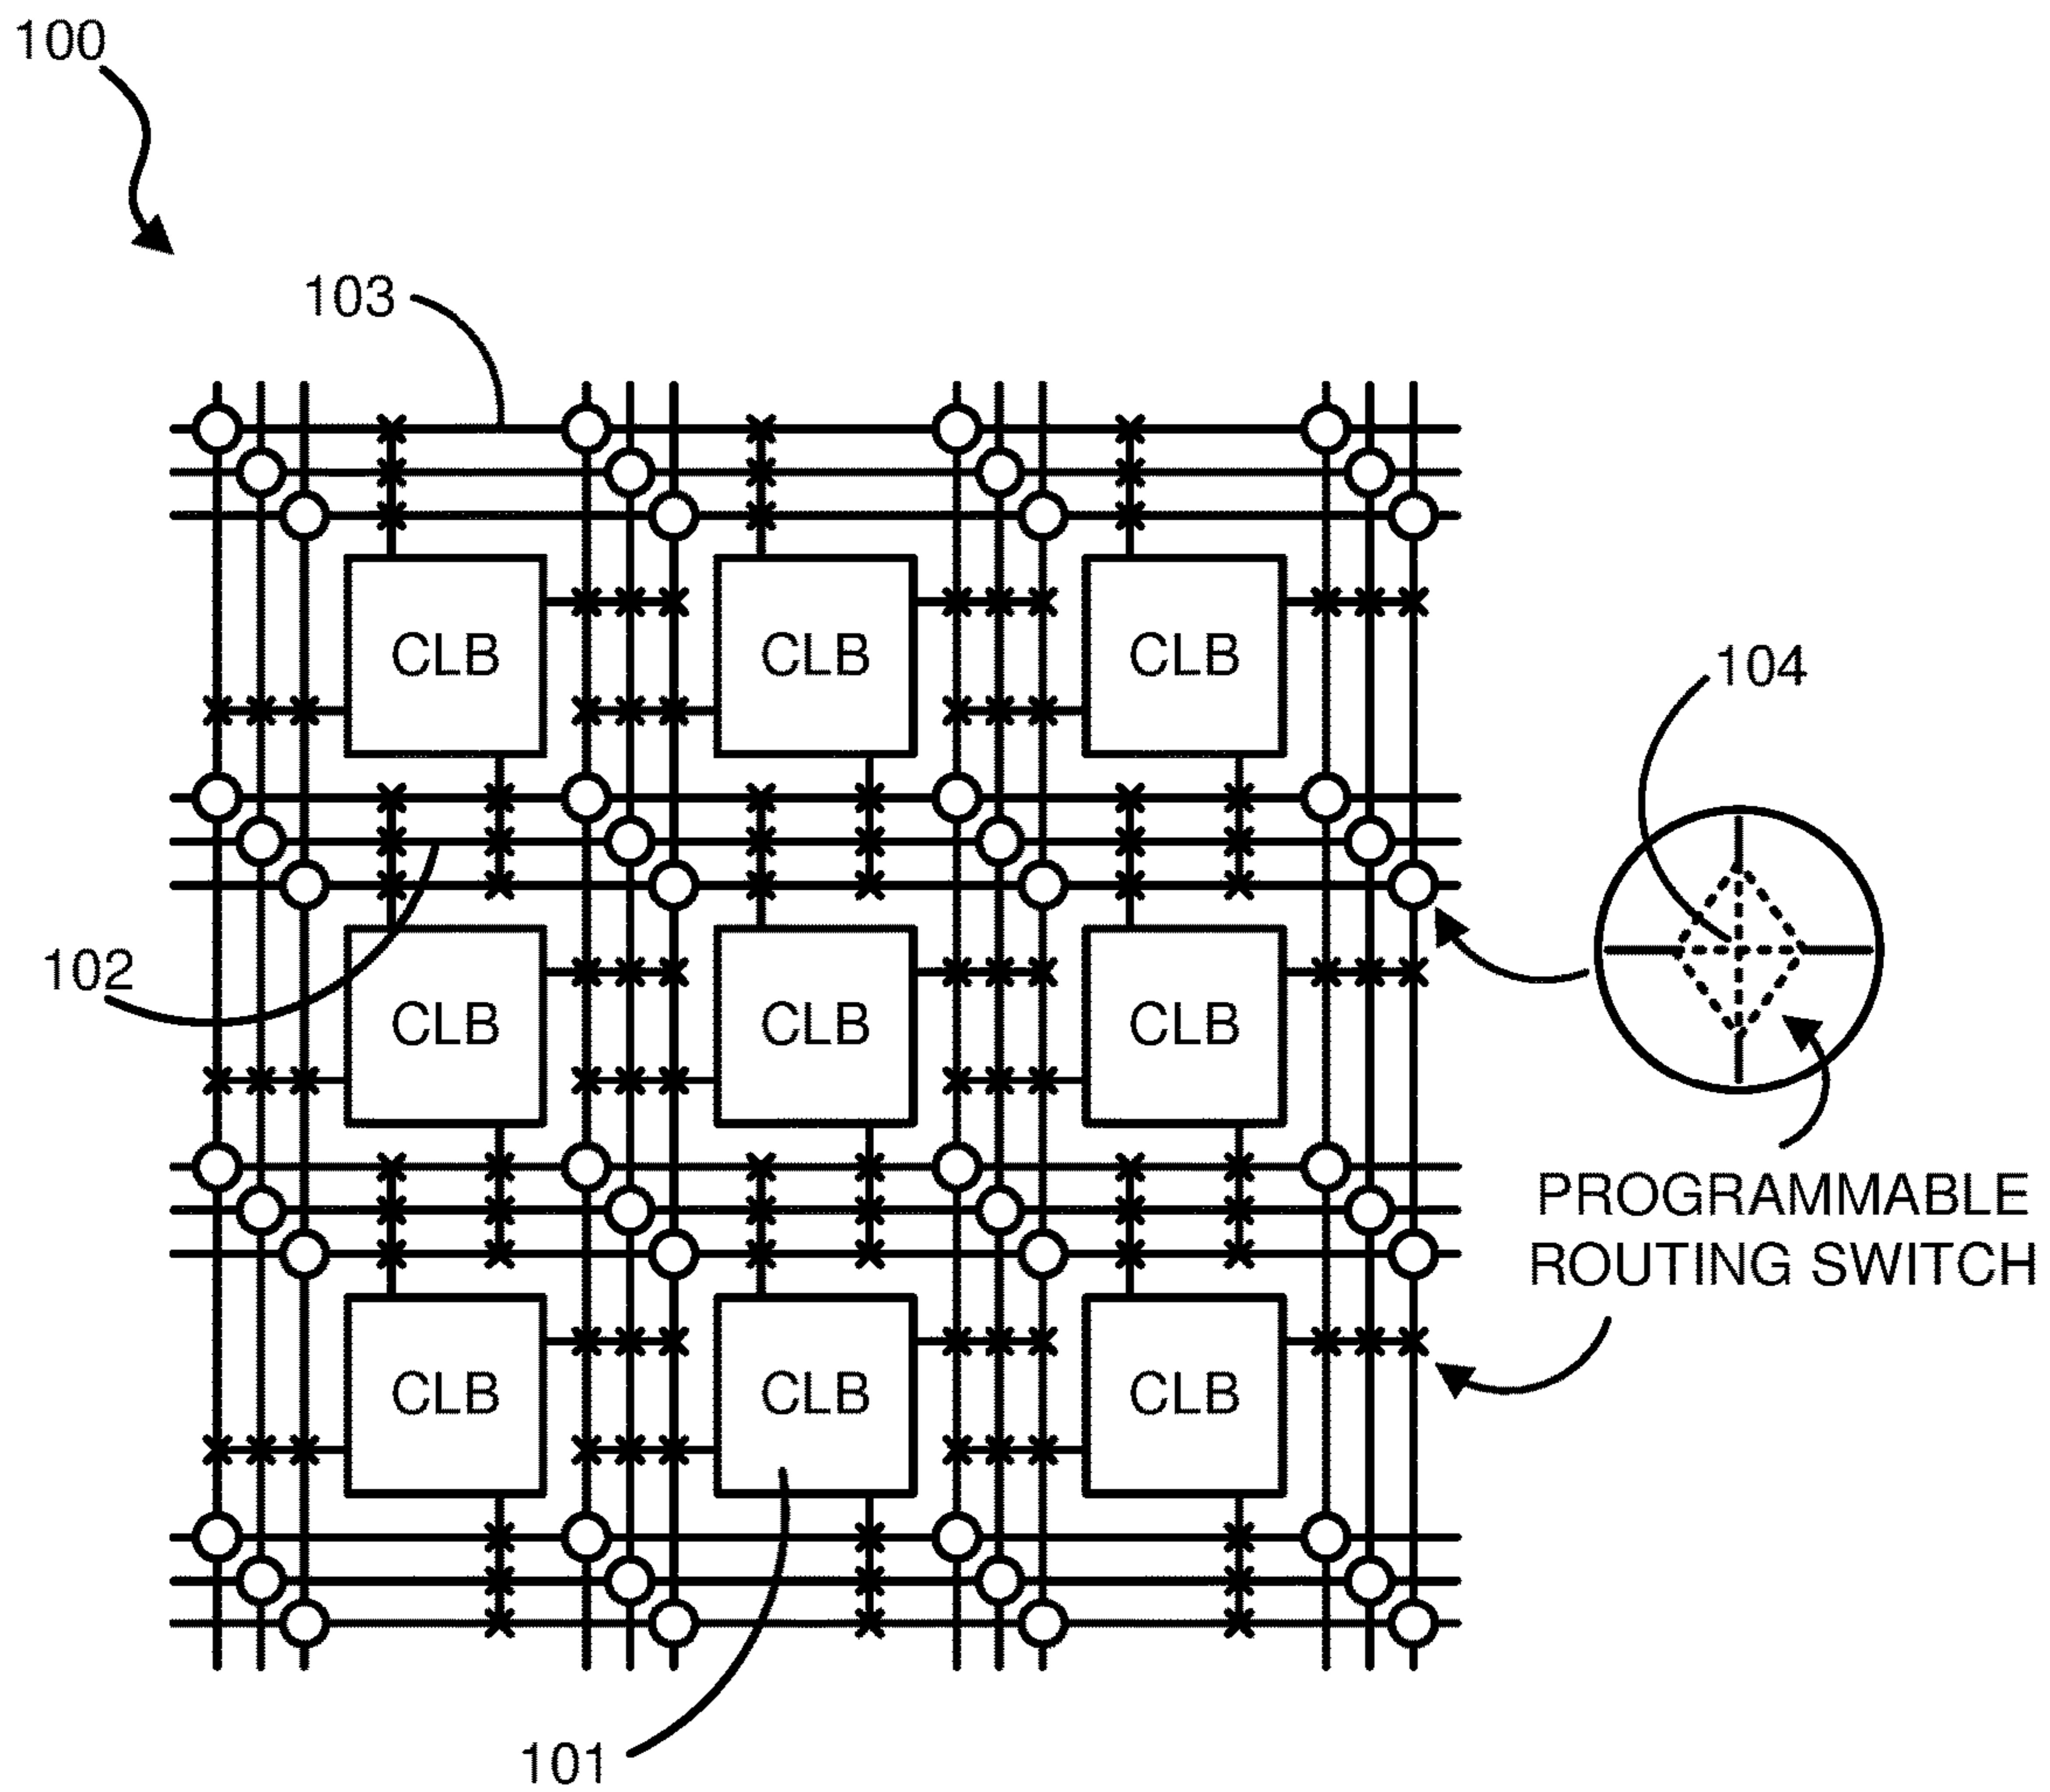 100
103
CLB CLB CLB
104
102
CLB CLB CLB
PROGRAMMABLE
ROUTING SWITCH
CLB CLB CLB
101